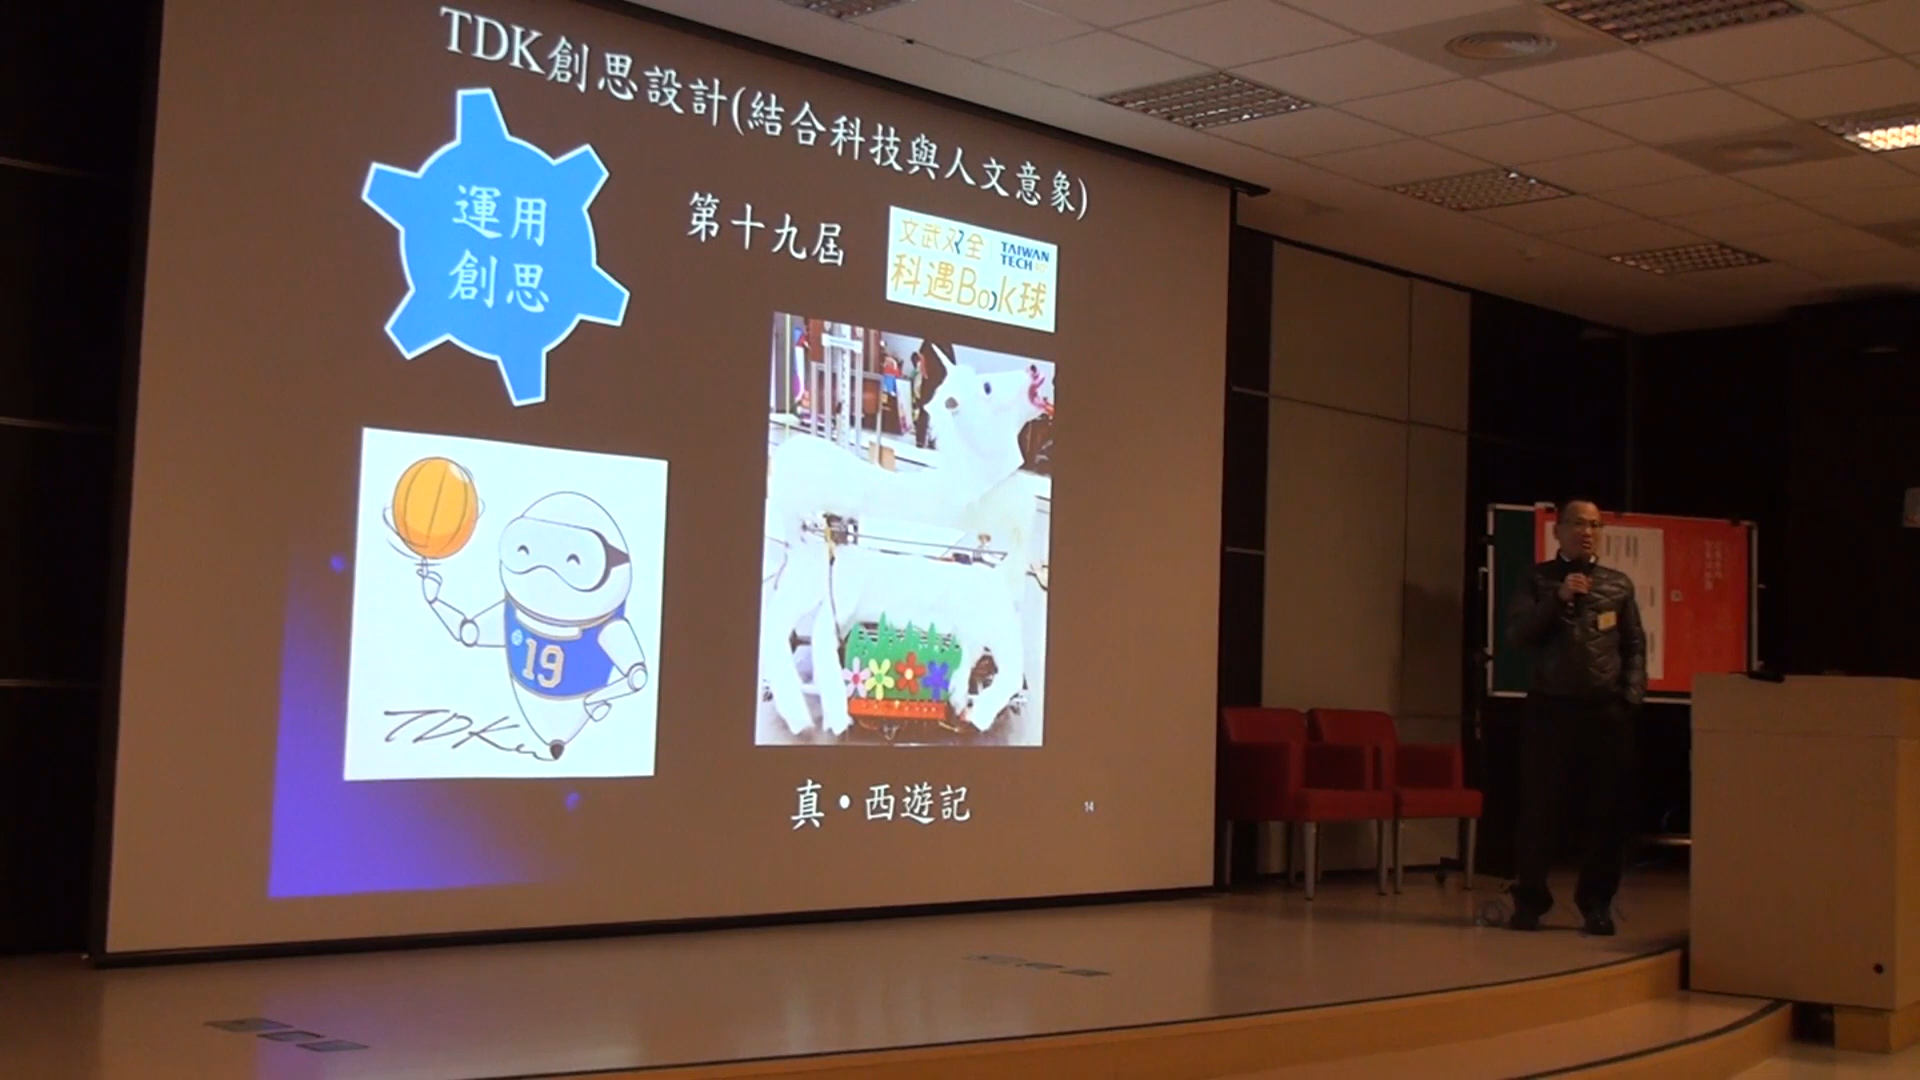 TDK創思設計(結合科技與人文意象)
運用
創思
第十九屆
文武双全
TAIWAN
TECH
科遇Book球
19
TDKen
真•西遊記
14